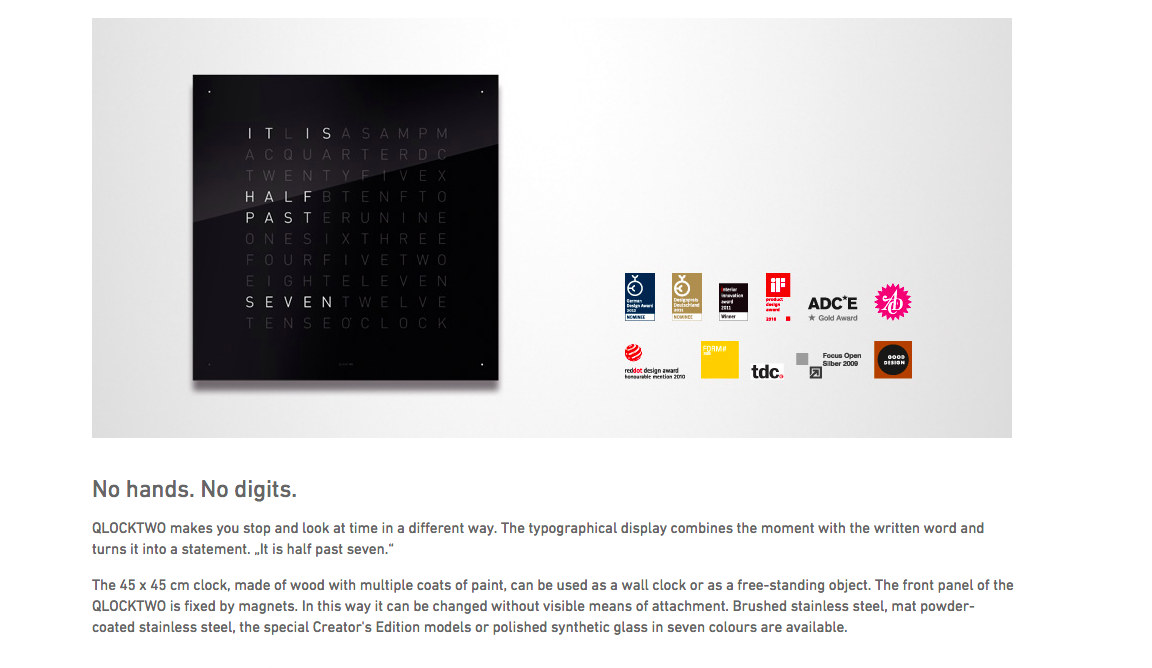 I T L I S A S A M P M
A C Q U A R T E R D C
T W E N T Y F I V E X
H A L F B T E N F T O
P A S T E R U N I N E
O N E S I X T H R E E
F O U R F I V E T W O
E I G H T E L E V E N
S E V E N T W E L V E
T E N S E O' C L O C K
German
Design Award
2012
NOMINEE
Designpreis
Deutschland
2011
NOMINEE
interior
innovation
award
2011
Winner
iF
product
design
award
2010
ADC*E
★ Gold Award
reddot design award
honourable mention 2010
FORM#
tdc.
Focus Open
Silber 2009
GOOD
DESIGN
No hands. No digits.
QLOCKTWO makes you stop and look at time in a different way. The typographical display combines the moment with the written word and
turns it into a statement. „It is half past seven.“
The 45 x 45 cm clock, made of wood with multiple coats of paint, can be used as a wall clock or as a free-standing object. The front panel of the
QLOCKTWO is fixed by magnets. In this way it can be changed without visible means of attachment. Brushed stainless steel, mat powder-
coated stainless steel, the special Creator's Edition models or polished synthetic glass in seven colours are available.